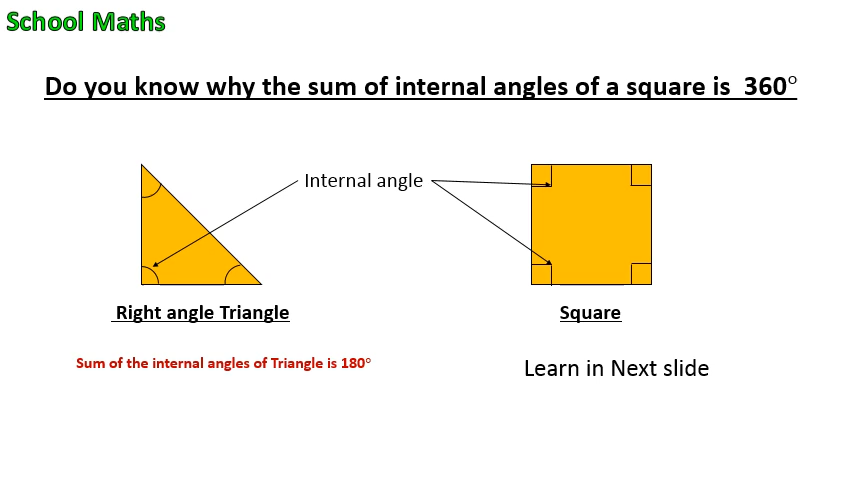 School Maths
Do you know why the sum of internal angles of a square is 360°
Internal angle
Right angle Triangle
Square
Sum of the internal angles of Triangle is 180°
Learn in Next slide